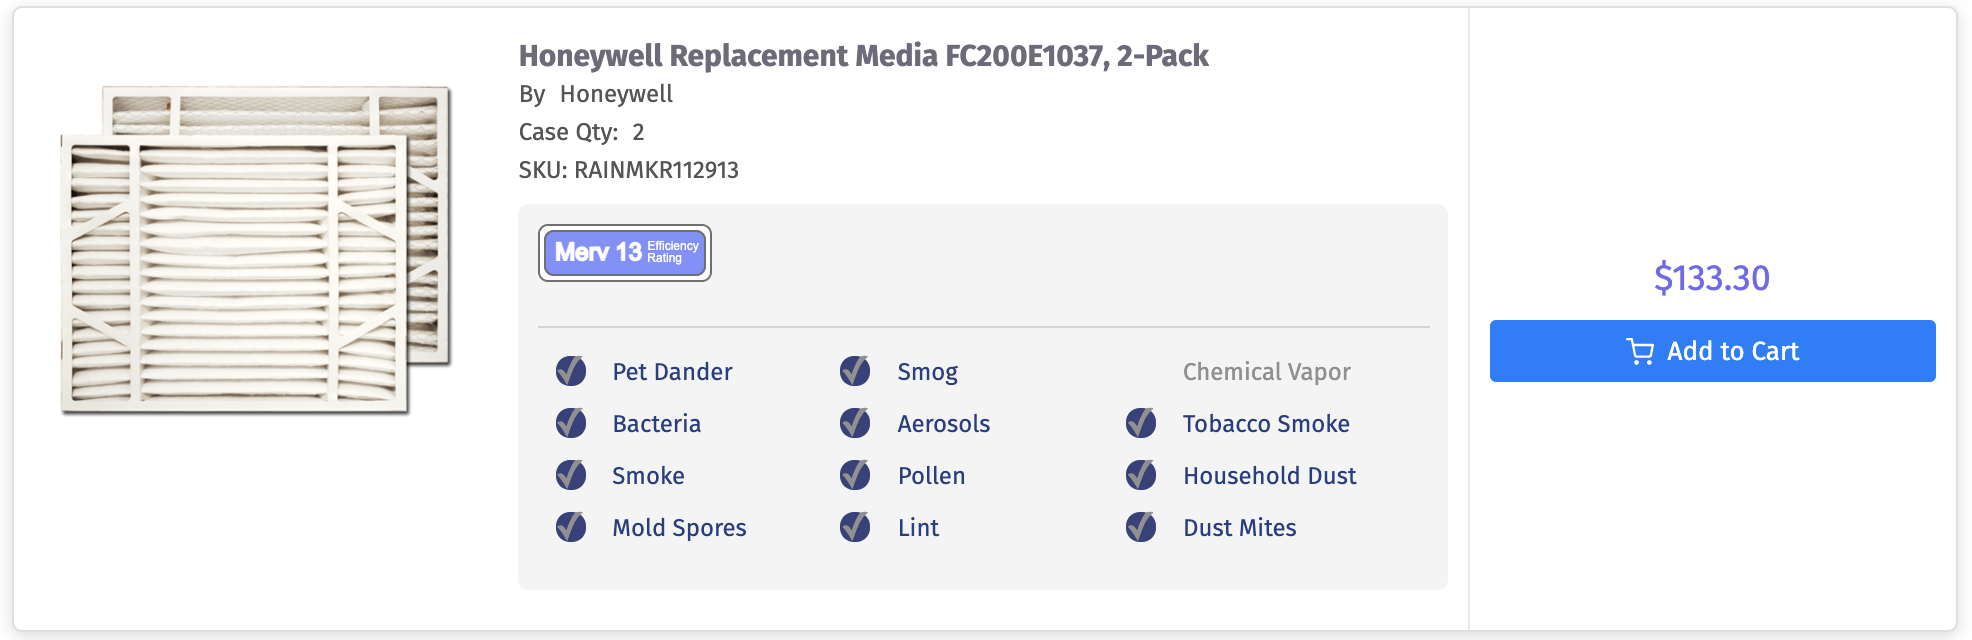 Honeywell Replacement Media FC200E1037, 2-Pack
By Honeywell
Case Qty: 2
SKU: RAINMKR112913
Merv 13 Efficiency Rating
Pet Dander
Smog
Chemical Vapor
Bacteria
Aerosols
Tobacco Smoke
Smoke
Pollen
Household Dust
Mold Spores
Lint
Dust Mites
$133.30
Add to Cart